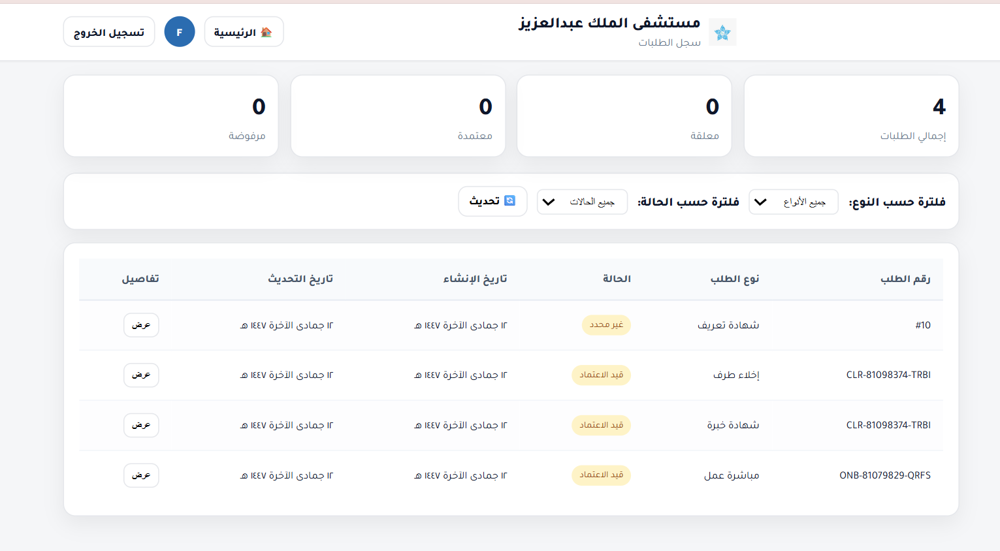 مستشفى الملك عبدالعزيز
سجل الطلبات
الرئيسية
F
تسجيل الخروج
4
إجمالي الطلبات
0
معلقة
0
معتمدة
0
مرفوضة
فلترة حسب النوع: جميع الأنواع فلترة حسب الحالة: جميع الحالات تحديث
رقم الطلب نوع الطلب الحالة تاريخ الإنشاء تاريخ التحديث تفاصيل
#10 شهادة تعريف غير محدد ١٢ جمادى الآخرة ١٤٤٧ هـ ١٢ جمادى الآخرة ١٤٤٧ هـ عرض
CLR-81098374-TRBI إخلاء طرف قيد الاعتماد ١٢ جمادى الآخرة ١٤٤٧ هـ ١٢ جمادى الآخرة ١٤٤٧ هـ عرض
CLR-81098374-TRBI شهادة خبرة قيد الاعتماد ١٢ جمادى الآخرة ١٤٤٧ هـ ١٢ جمادى الآخرة ١٤٤٧ هـ عرض
ONB-81079829-QRFS مباشرة عمل قيد الاعتماد ١٢ جمادى الآخرة ١٤٤٧ هـ ١٢ جمادى الآخرة ١٤٤٧ هـ عرض